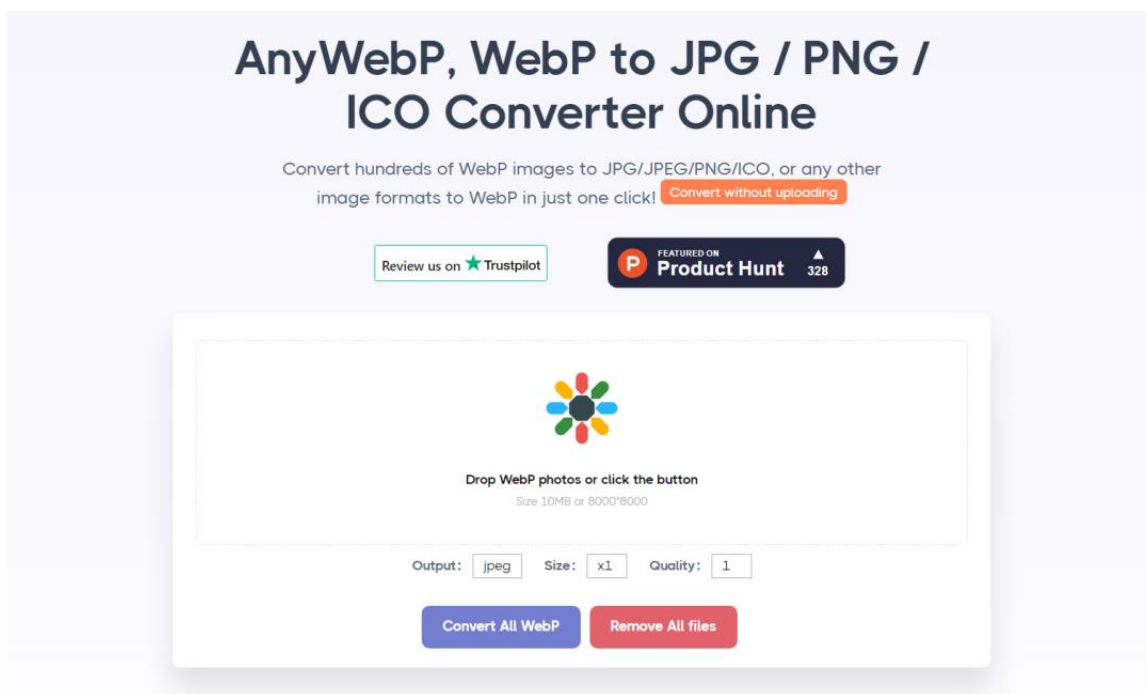 AnyWebP, WebP to JPG / PNG /
ICO Converter Online
Convert hundreds of WebP images to JPG/JPEG/PNG/ICO, or any other
image formats to WebP in just one click! Convert without uploading
Review us on Trustpilot
P FEATURED ON
Product Hunt 328
Drop WebP photos or click the button
Size 10MB or 8000*8000
Output: jpeg Size: x1 Quality: 1
Convert All WebP Remove All files